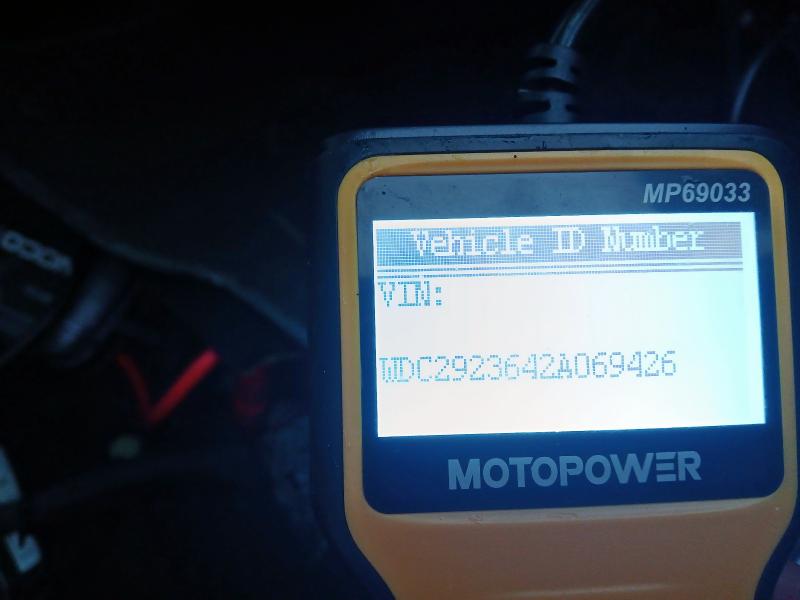 MP69033
Vehicle ID Number
VIN:
WDC2923642A069426
MOTOPOWER